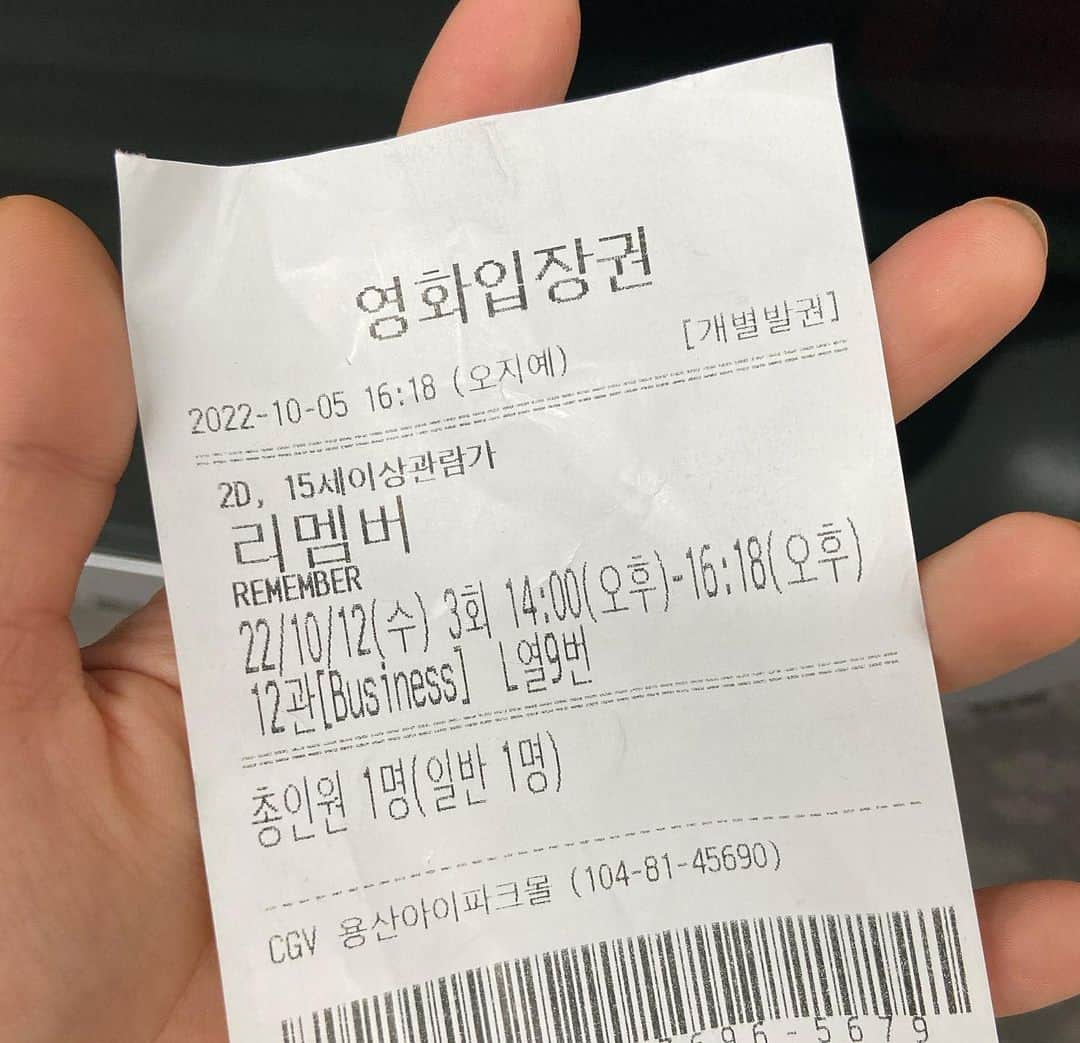 영화입장권
[개별발권]
2022-10-05 16:18 (오지예)
2D, 15세이상관람가
리멤버
REMEMBER
22/10/12(수) 3회 14:00(오후)-16:18(오후)
12관[Business] L열9번
총인원 1명(일반 1명)
CGV 용산아이파크몰 (104-81-45690)
-5679